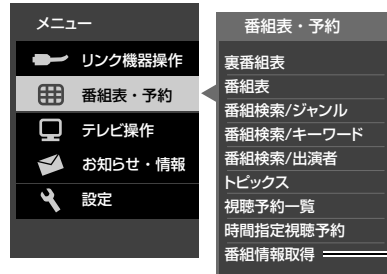 メニュー
リンク機器操作
番組表・予約
テレビ操作
お知らせ・情報
設定
番組表・予約
裏番組表
番組表
番組検索/ジャンル
番組検索/キーワード
番組検索/出演者
トピックス
視聴予約一覧
時間指定視聴予約
番組情報取得